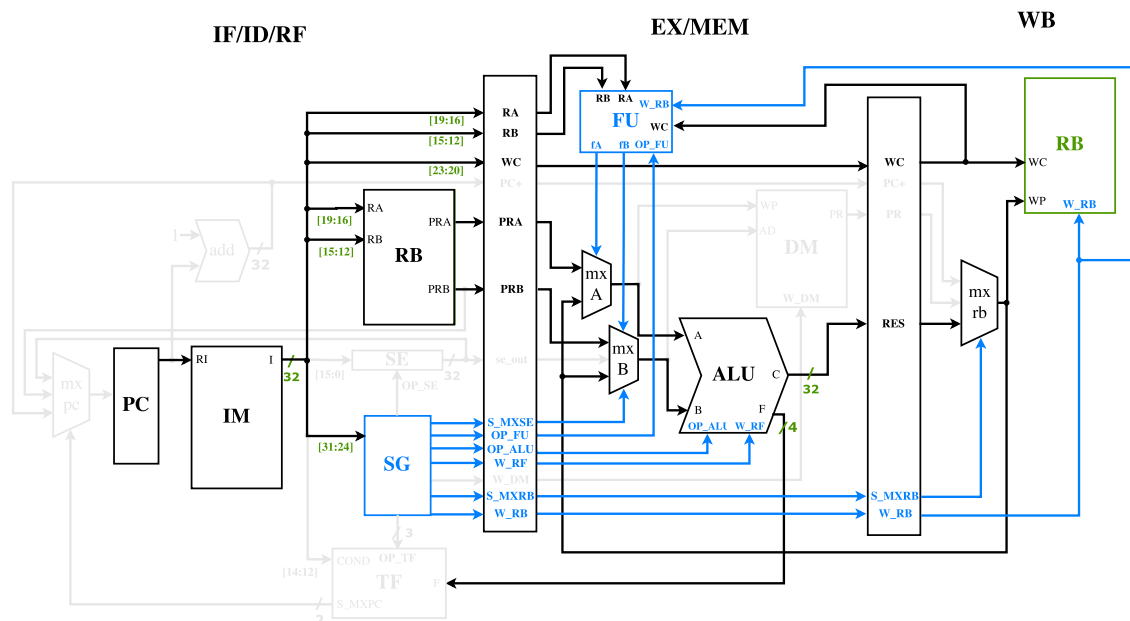 IF/ID/RF
EX/MEM
WB
RA
RB
WC
PC+
PRA
PRB
se_out
S_MXSE
OP_FU
OP_ALU
W_RF
W_DM
S_MXRB
W_RB
[19:16]
[15:12]
[23:20]
[19:16]
[15:12]
RA
RB
RB
PRA
PRB
1
add
32
mx
pc
PC
RI
IM
I
32
[15:0]
SE
32
OP_SE
[31:24]
SG
3
[14:12]
COND
OP_TF
TF
F
S_MXPC
2
RB
RA
W_RB
FU
WC
fA
fB
OP_FU
mx
A
mx
B
WP
AD
PR
DM
W_DM
A
B
ALU
C
F
OP_ALU
W_RF
32
4
WC
PC+
PR
RES
S_MXRB
W_RB
mx
rb
RB
WC
WP
W_RB